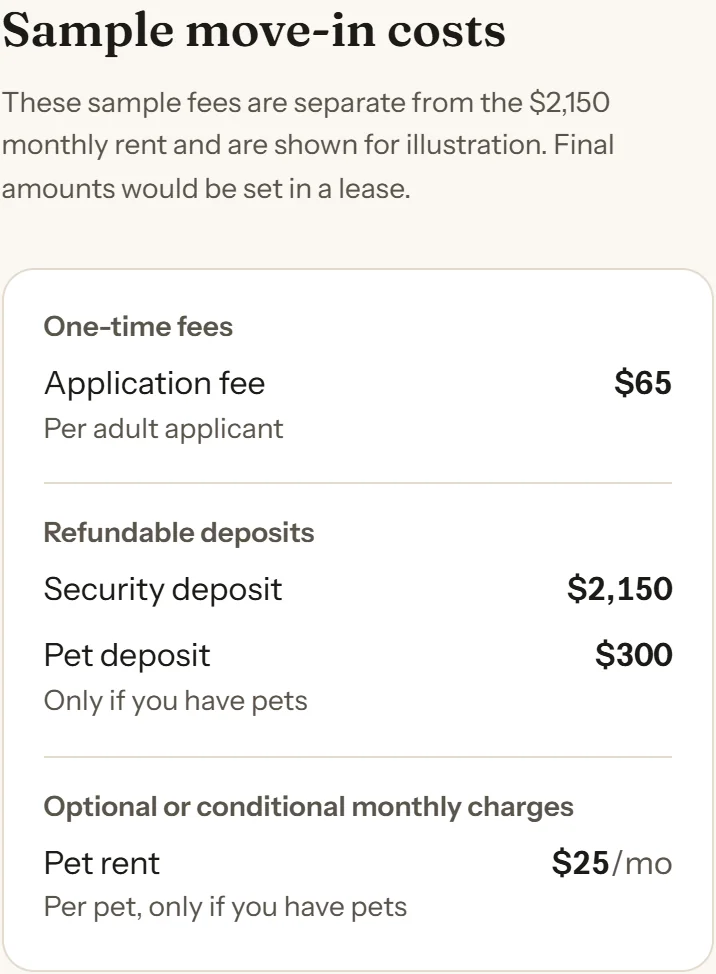 Sample move-in costs
These sample fees are separate from the $2,150
monthly rent and are shown for illustration. Final
amounts would be set in a lease.
One-time fees
Application fee $65
Per adult applicant
Refundable deposits
Security deposit $2,150
Pet deposit $300
Only if you have pets
Optional or conditional monthly charges
Pet rent $25/mo
Per pet, only if you have pets